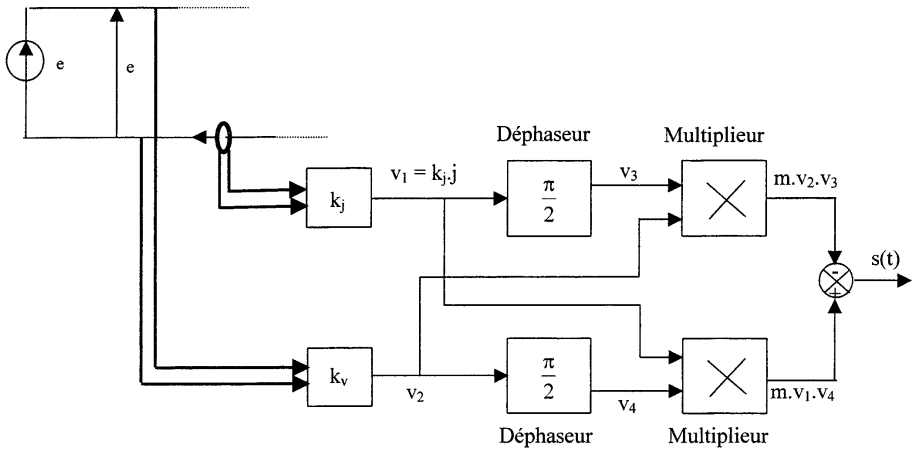 e
e
Déphaseur
Multiplieur
v₁ = kⱼ.j
v₃
m.v₂.v₃
kⱼ
π
2
-
+
s(t)
kᵥ
v₂
π
2
v₄
m.v₁.v₄
Déphaseur
Multiplieur